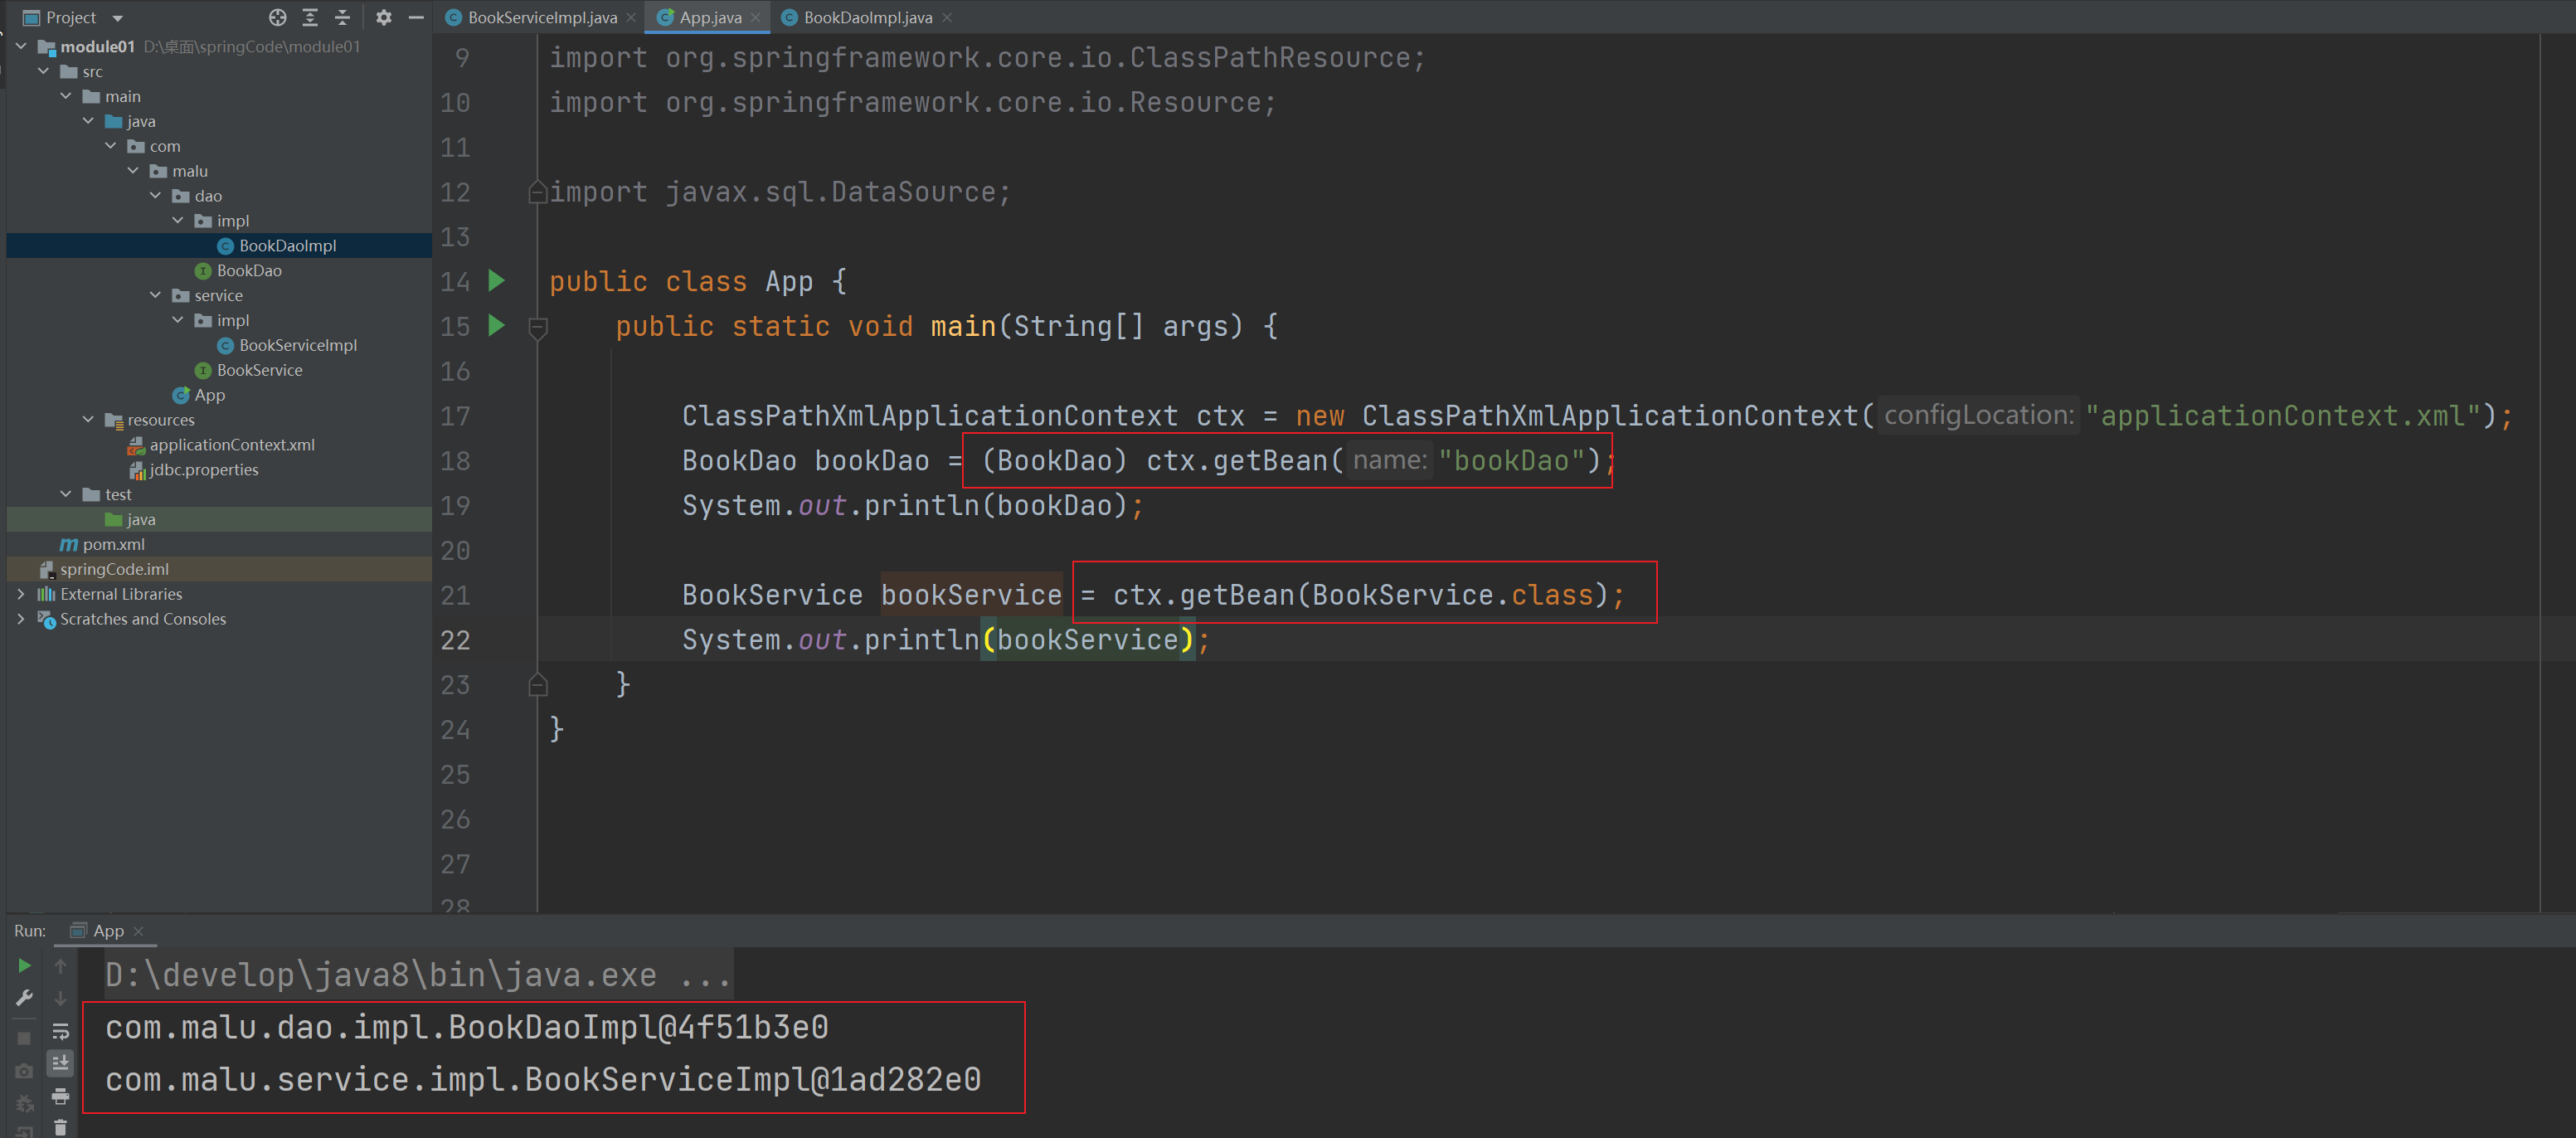 Project
BookServiceImpl.java
App.java
BookDaoImpl.java
module01 D:\桌面\springCode\module01
src
main
java
com
malu
dao
impl
BookDaoImpl
BookDao
service
impl
BookServiceImpl
BookService
App
resources
applicationContext.xml
jdbc.properties
test
java
pom.xml
springCode.iml
External Libraries
Scratches and Consoles
9 import org.springframework.core.io.ClassPathResource;
10 import org.springframework.core.io.Resource;
11
12 import javax.sql.DataSource;
13
14 public class App {
15 public static void main(String[] args) {
16
17 ClassPathXmlApplicationContext ctx = new ClassPathXmlApplicationContext( configLocation: "applicationContext.xml");
18 BookDao bookDao = (BookDao) ctx.getBean( name: "bookDao");
19 System.out.println(bookDao);
20
21 BookService bookService = ctx.getBean(BookService.class);
22 System.out.println(bookService);
23 }
24 }
25
26
27
28
Run: App
D:\develop\java8\bin\java.exe ...
com.malu.dao.impl.BookDaoImpl@4f51b3e0
com.malu.service.impl.BookServiceImpl@1ad282e0